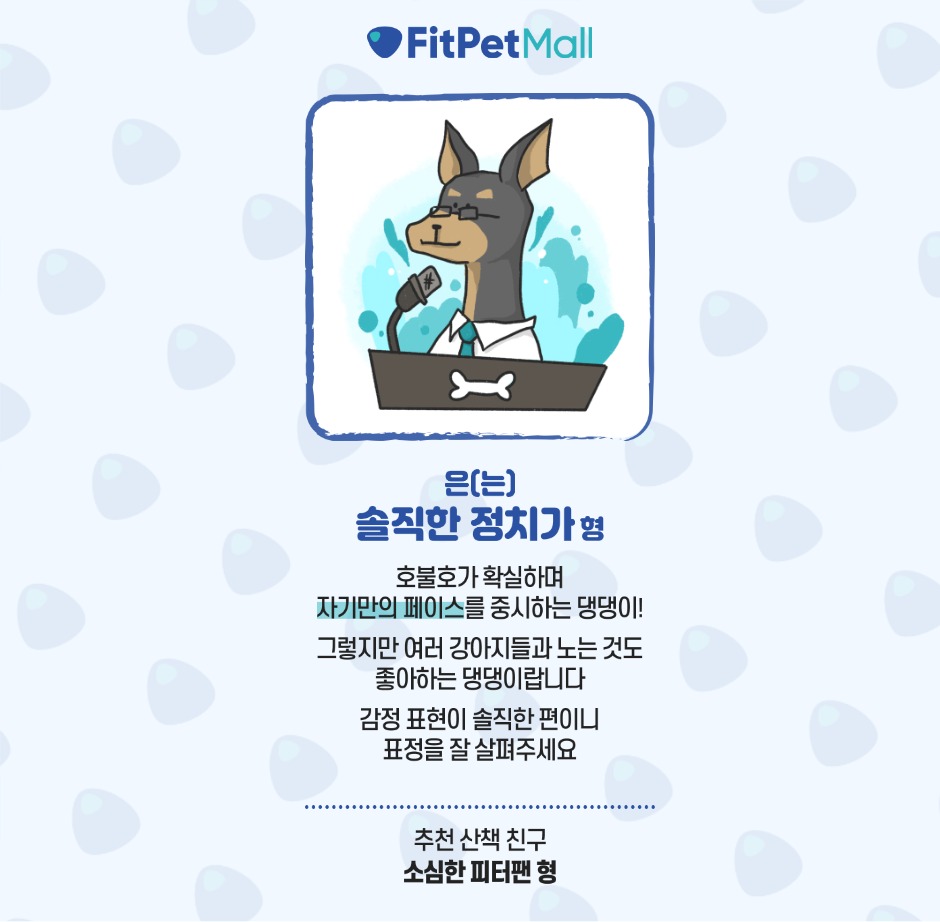 FitPetMall
은(는)
솔직한 정치가 형
호불호가 확실하며
자기만의 페이스를 중시하는 댕댕이!
그렇지만 여러 강아지들과 노는 것도
좋아하는 댕댕이랍니다
감정 표현이 솔직한 편이니
표정을 잘 살펴주세요
추천 산책 친구
소심한 피터팬 형